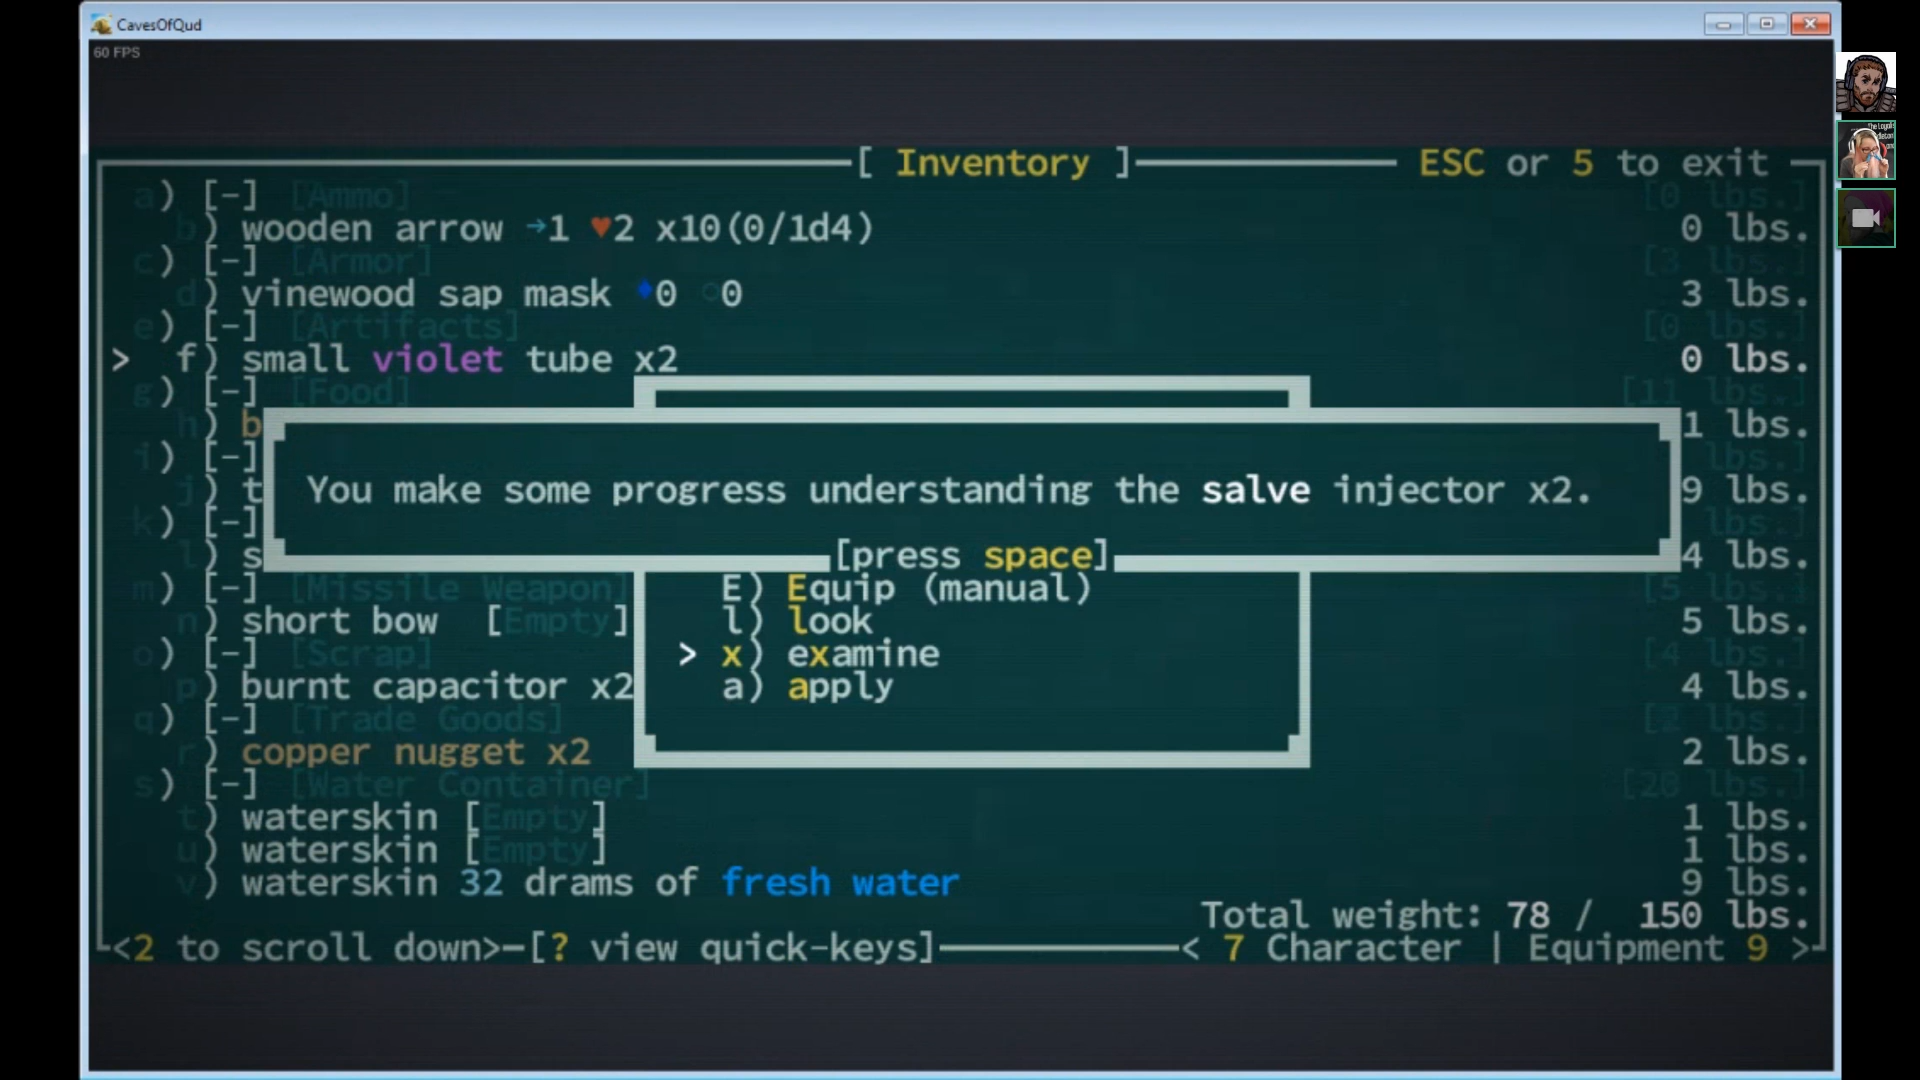 CavesOfQud
60 FPS
[ Inventory ] ESC or 5 to exit
a) [-] [Ammo] [0 lbs.]
b) wooden arrow →1 ♥2 x10(0/1d4) 0 lbs.
c) [-] [Armor] [3 lbs.]
d) vinewood sap mask ♦0 ○0 3 lbs.
e) [-] [Artifacts] [0 lbs.]
> f) small violet tube x2 0 lbs.
g) [-] [Food] [11 lbs.]
h) b 1 lbs.
i) [-] lbs.]
j) t 9 lbs.
You make some progress understanding the salve injector x2.
k) [-] lbs.]
l) s 4 lbs.
[press space]
m) [-] [Missile Weapon] [5 lbs.]
E) Equip (manual)
n) short bow [Empty] 5 lbs.
l) look
o) [-] [Scrap] [4 lbs.]
> x) examine
p) burnt capacitor x2 4 lbs.
a) apply
q) [-] [Trade Goods] [2 lbs.]
r) copper nugget x2 2 lbs.
s) [-] [Water Container] [20 lbs.]
t) waterskin [Empty] 1 lbs.
u) waterskin [Empty] 1 lbs.
v) waterskin 32 drams of fresh water 9 lbs.
Total weight: 78 / 150 lbs.
<2 to scroll down>-[? view quick-keys] < 7 Character | Equipment 9 >